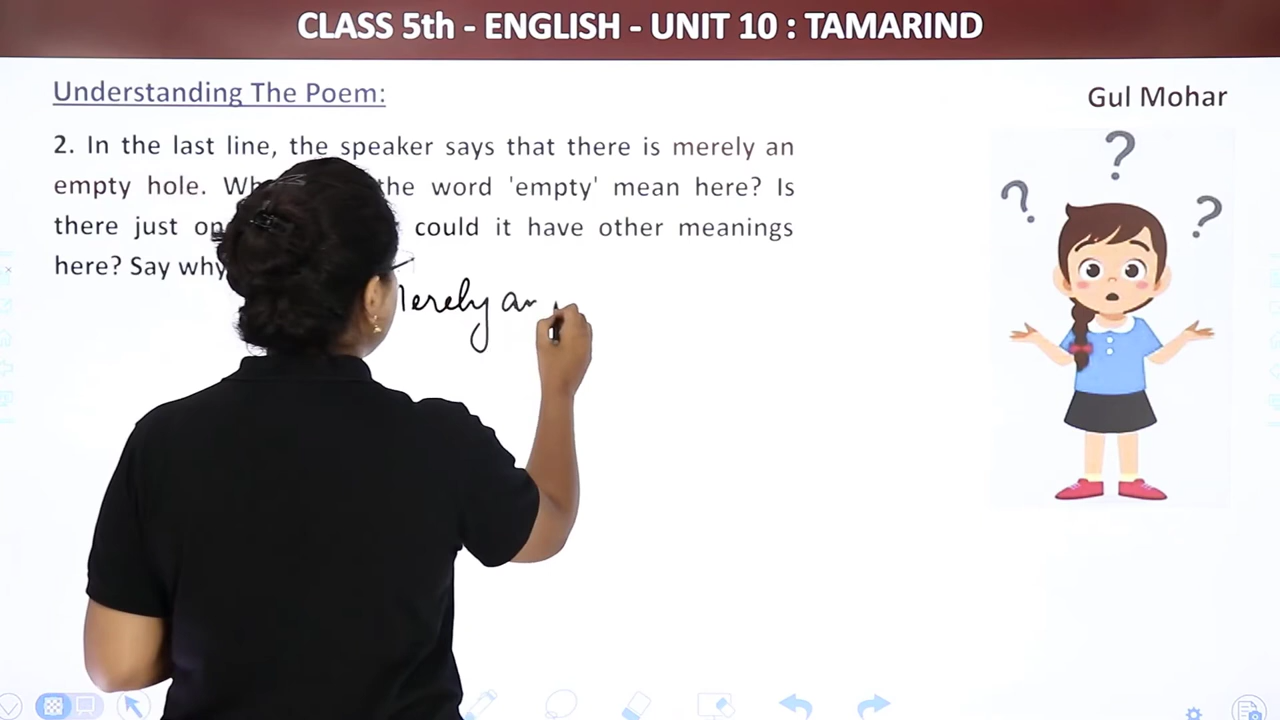 CLASS 5th - ENGLISH - UNIT 10 : TAMARIND
Understanding The Poem:
Gul Mohar
2. In the last line, the speaker says that there is merely an
empty hole. the word 'empty' mean here? Is
there just could it have other meanings
here? Say why
Merely an
? ? ?